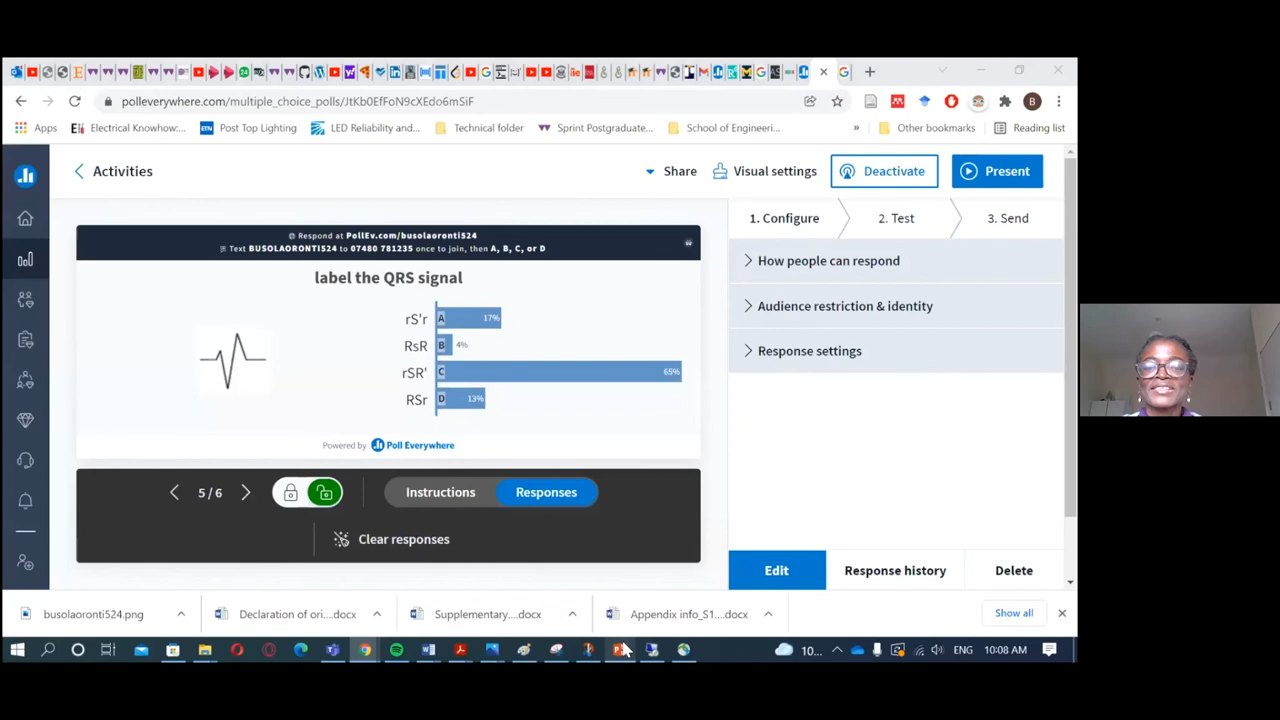 polleverywhere.com/multiple_choice_polls/JtKb0EfFoN9cXEdo6mSiF
B
Apps
Electrical Knowhow:...
Post Top Lighting
LED Reliability and...
Technical folder
Sprint Postgraduate...
School of Engineeri...
»
Other bookmarks
Reading list
Activities
Share
Visual settings
Deactivate
Present
1. Configure
2. Test
3. Send
Respond at PollEv.com/busolaoronti524
Text BUSOLAORONTI524 to 07480 781235 once to join, then A, B, C, or D
label the QRS signal
rS'r A 17%
RsR B 4%
rSR' C 65%
RSr D 13%
Powered by Poll Everywhere
How people can respond
Audience restriction & identity
Response settings
5 / 6
Instructions
Responses
Clear responses
Edit
Response history
Delete
busolaoronti524.png
Declaration of ori....docx
Supplementary....docx
Appendix info_S1....docx
Show all
10...
ENG
10:08 AM